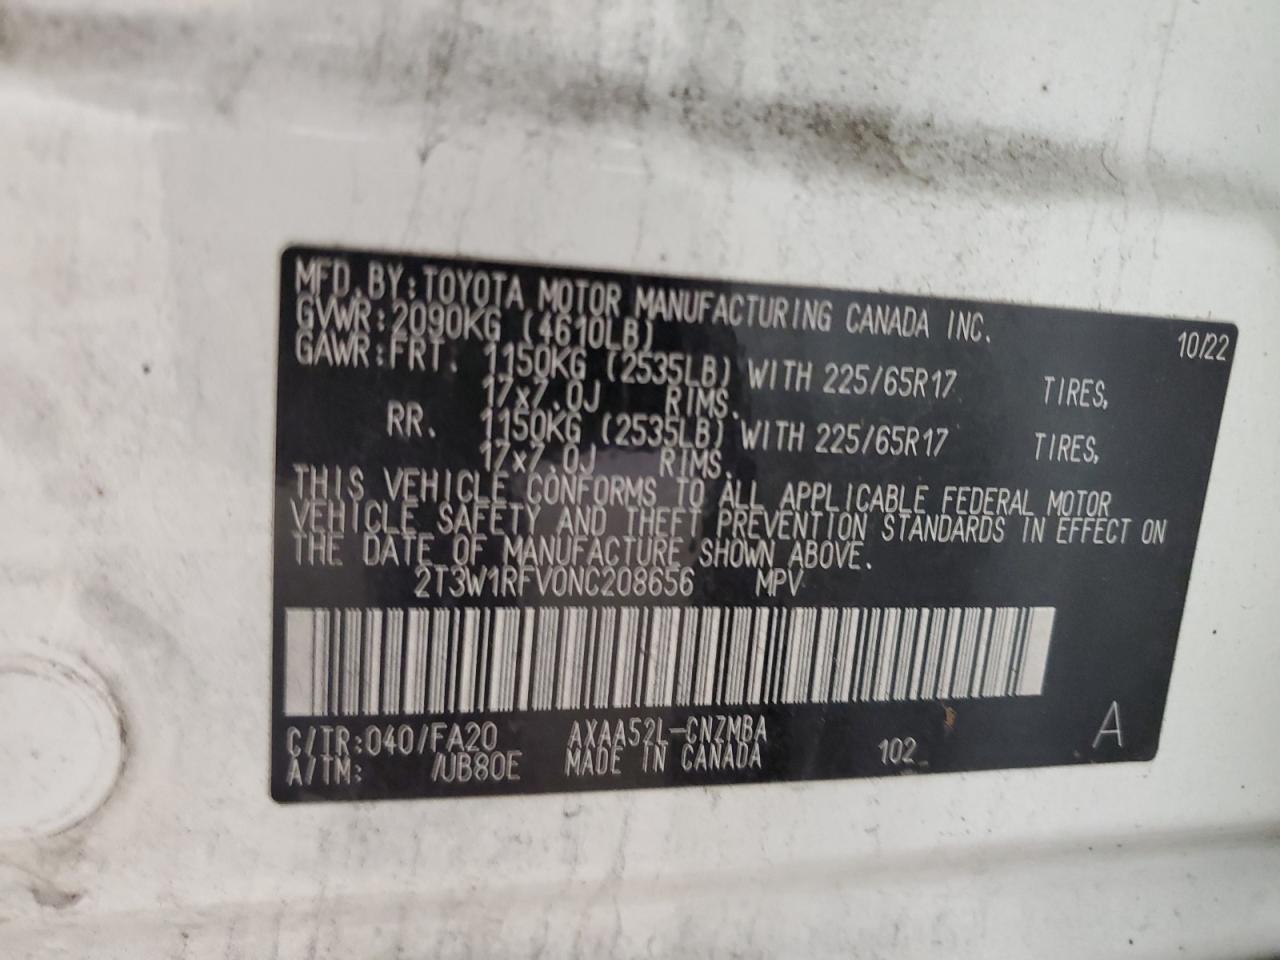 MFD.BY:TOYOTA MOTOR MANUFACTURING CANADA INC. 10/22
GVWR:2090KG (4610LB)
GAWR:FRT. 1150KG (2535LB) WITH 225/65R17 TIRES,
17x7.0J RIMS.
RR. 1150KG (2535LB) WITH 225/65R17 TIRES,
17x7.0J RIMS.
THIS VEHICLE CONFORMS TO ALL APPLICABLE FEDERAL MOTOR
VEHICLE SAFETY AND THEFT PREVENTION STANDARDS IN EFFECT ON
THE DATE OF MANUFACTURE SHOWN ABOVE.
2T3W1RFV0NC208656 MPV
C/TR:040/FA20 AXAA52L-CNZMBA
A/TM: /UB80E MADE IN CANADA 102 A